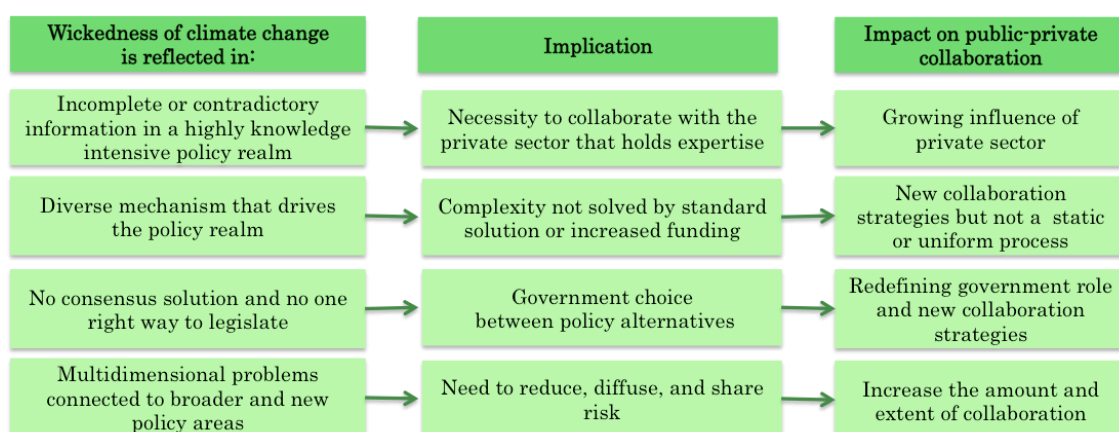 Wickedness of climate change
is reflected in:
Implication
Impact on public-private
collaboration
Incomplete or contradictory
information in a highly knowledge
intensive policy realm
Necessity to collaborate with the
private sector that holds expertise
Growing influence of
private sector
Diverse mechanism that drives
the policy realm
Complexity not solved by standard
solution or increased funding
New collaboration
strategies but not a static
or uniform process
No consensus solution and no one
right way to legislate
Government choice
between policy alternatives
Redefining government role
and new collaboration
strategies
Multidimensional problems
connected to broader and new
policy areas
Need to reduce, diffuse, and share
risk
Increase the amount and
extent of collaboration